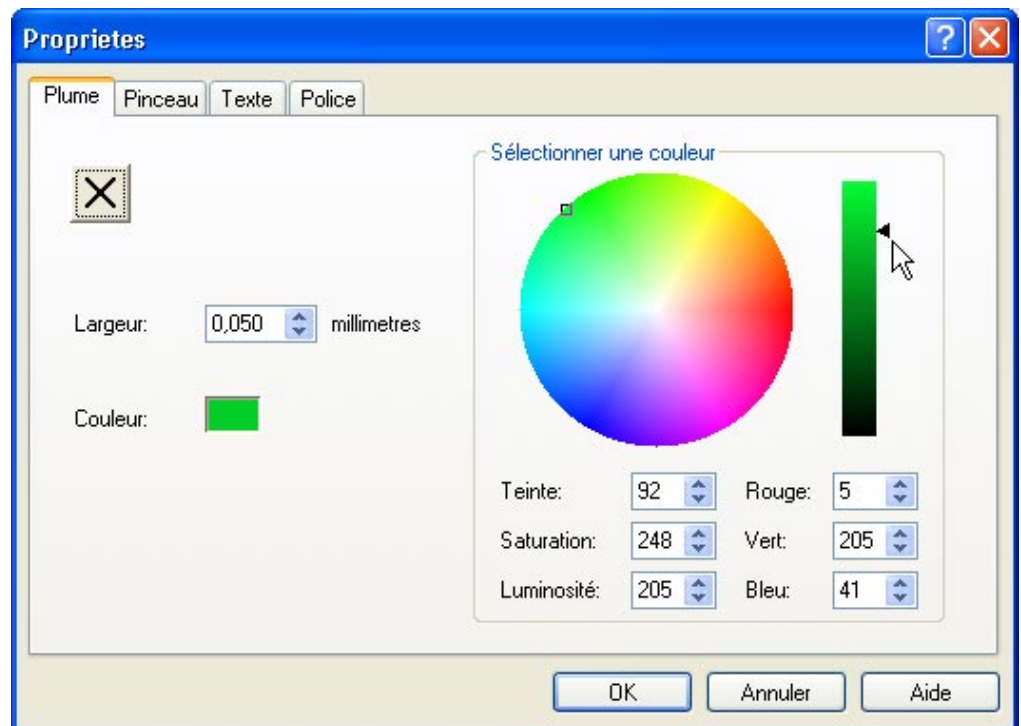 Proprietes
Plume Pinceau Texte Police
Sélectionner une couleur
Largeur: 0,050 millimetres
Couleur:
Teinte: 92 Rouge: 5
Saturation: 248 Vert: 205
Luminosité: 205 Bleu: 41
OK Annuler Aide